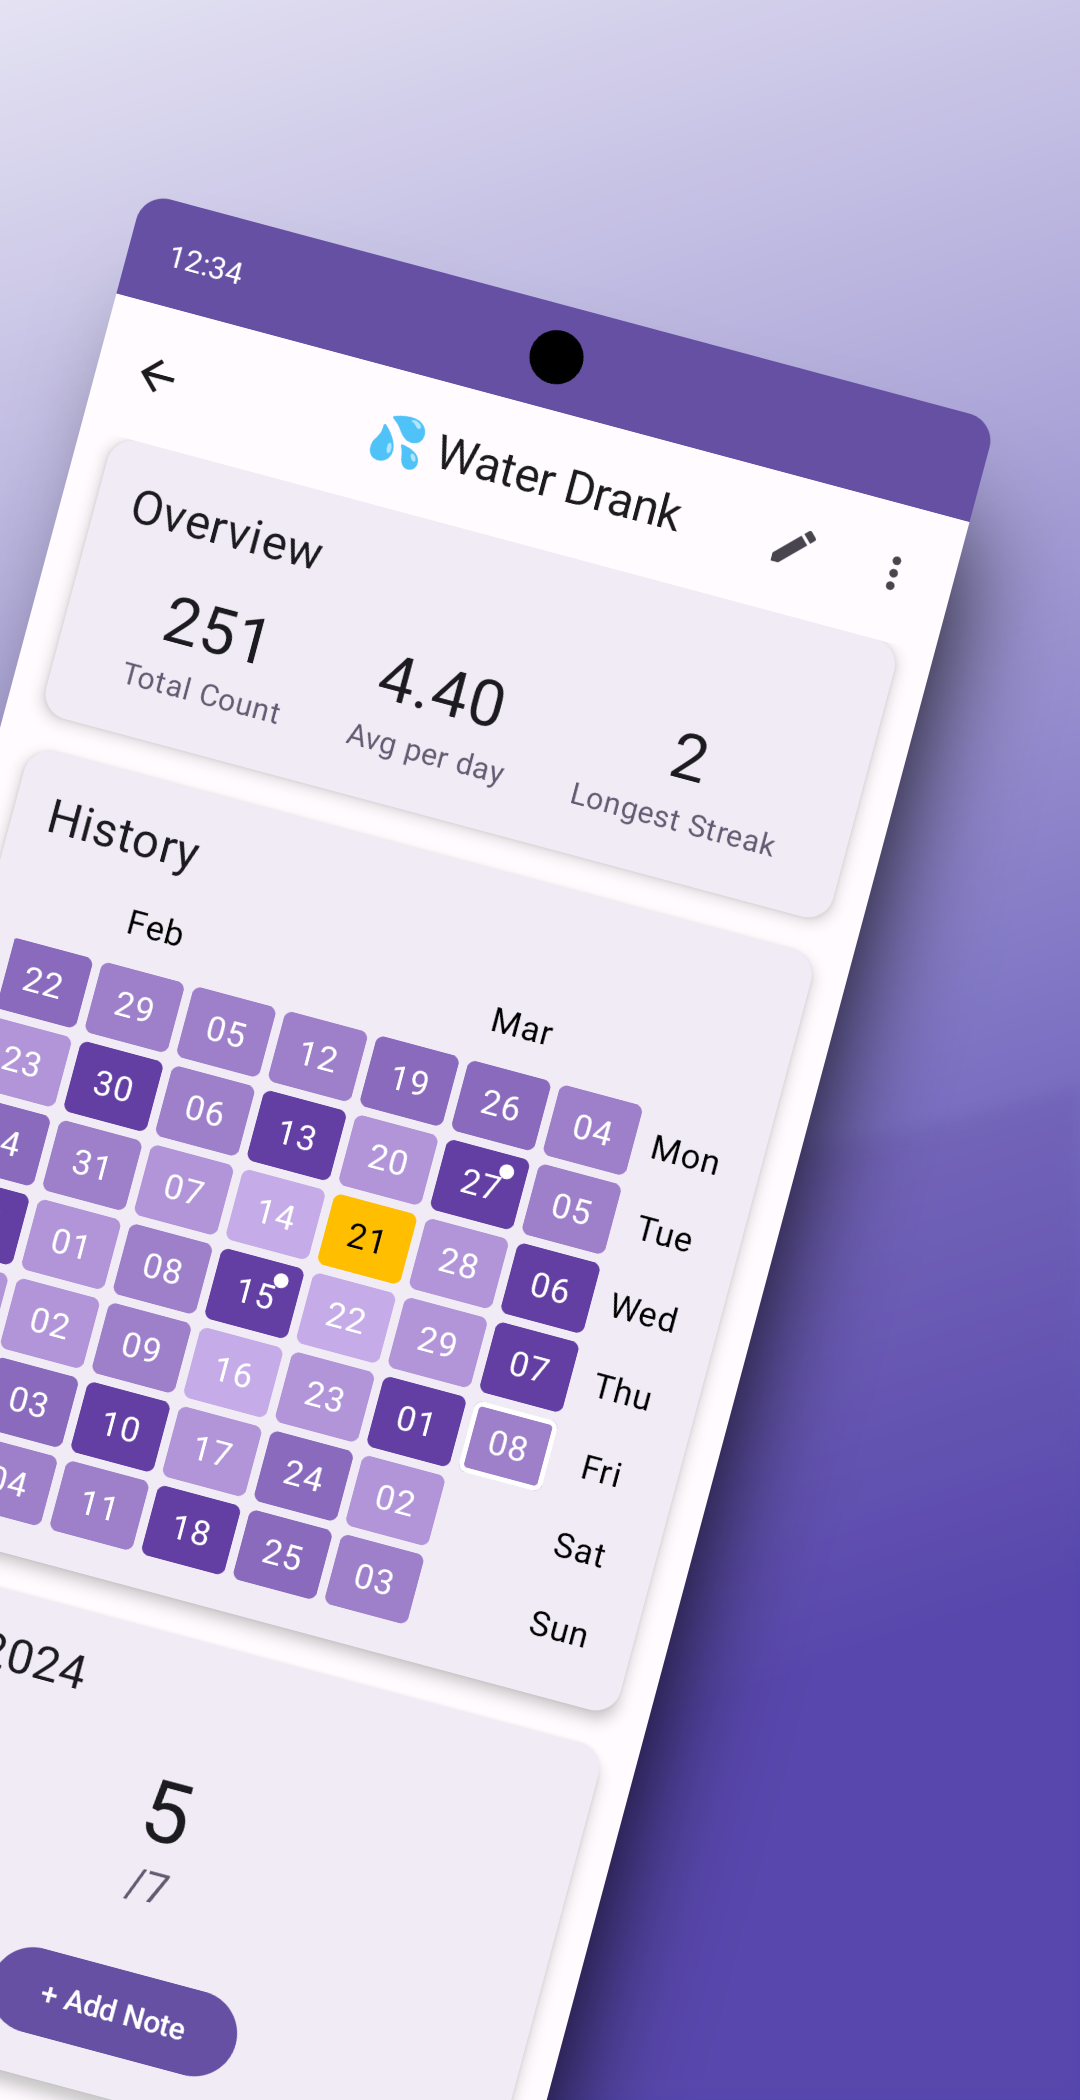 12:34
💦 Water Drank
Overview
251 4.40 2
Total Count Avg per day Longest Streak
History
Feb Mar
22 29 05 12 19 26 04 Mon
23 30 06 13 20 27 05 Tue
31 07 14 21 28 06 Wed
01 08 15 22 29 07 Thu
02 09 16 23 01 08 Fri
03 10 17 24 02 Sat
04 11 18 25 03 Sun
2024
5
/7
+ Add Note